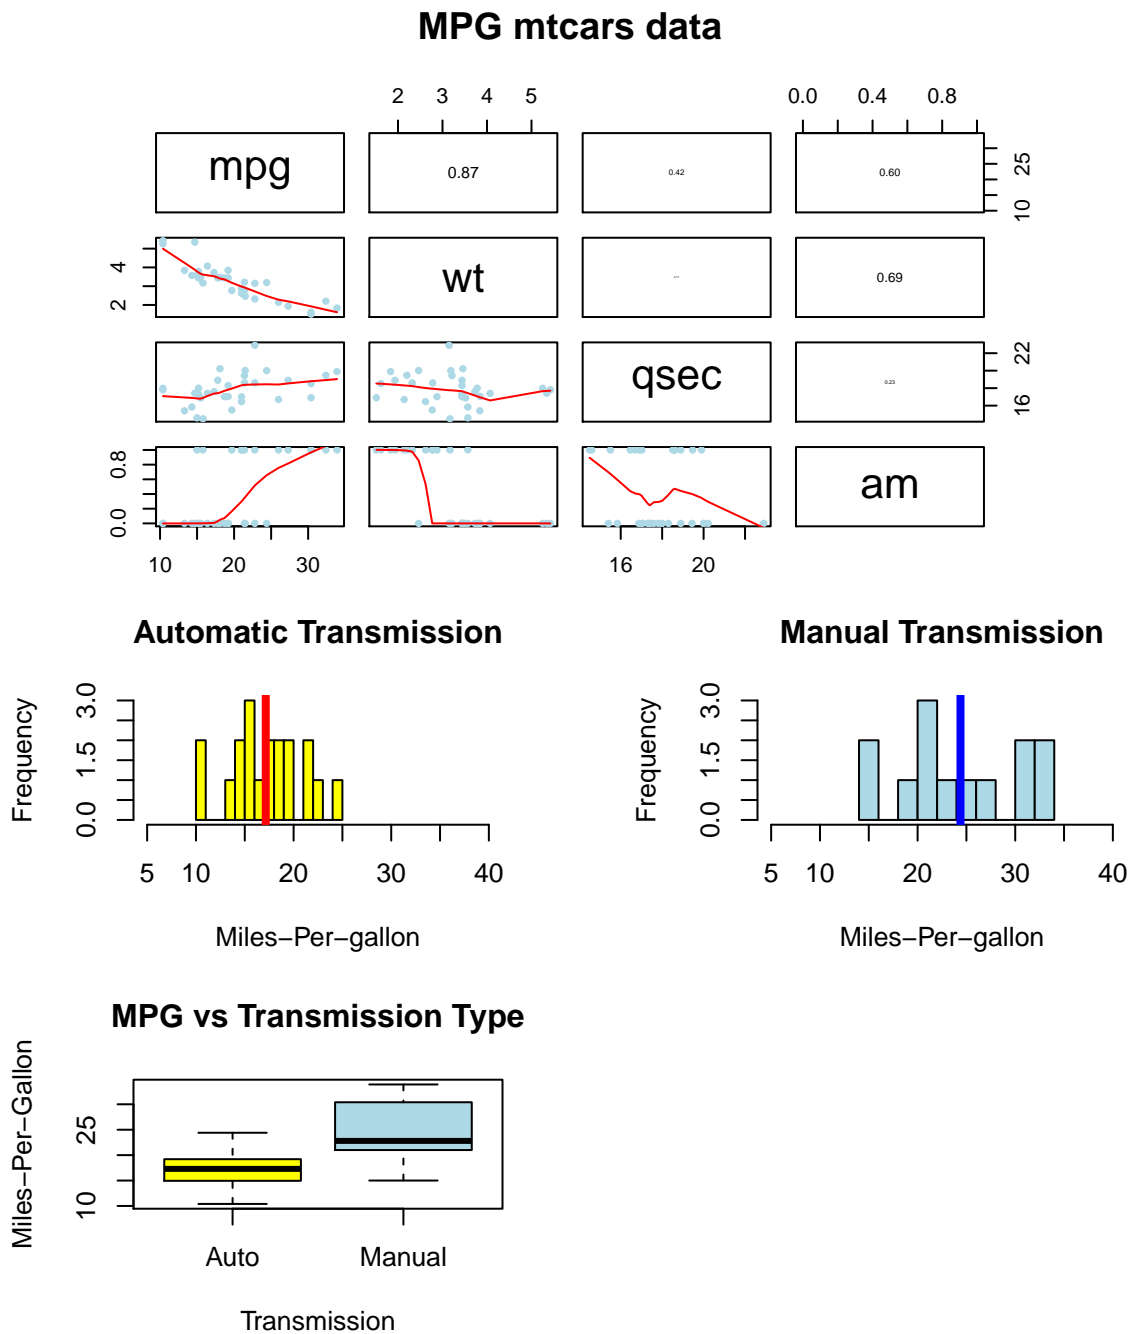 MPG mtcars data
2 3 4 5
0.0 0.4 0.8
mpg
0.87
0.42
0.60
10 25
2 4
wt
0.69
qsec
0.23
16 22
0.0 0.8
am
10 20 30
16 20
Automatic Transmission
Manual Transmission
Frequency
0.0 1.5 3.0
5 10 20 30 40
Miles−Per−gallon
Frequency
0.0 1.5 3.0
5 10 20 30 40
Miles−Per−gallon
MPG vs Transmission Type
Miles−Per−Gallon
10 25
Auto Manual
Transmission